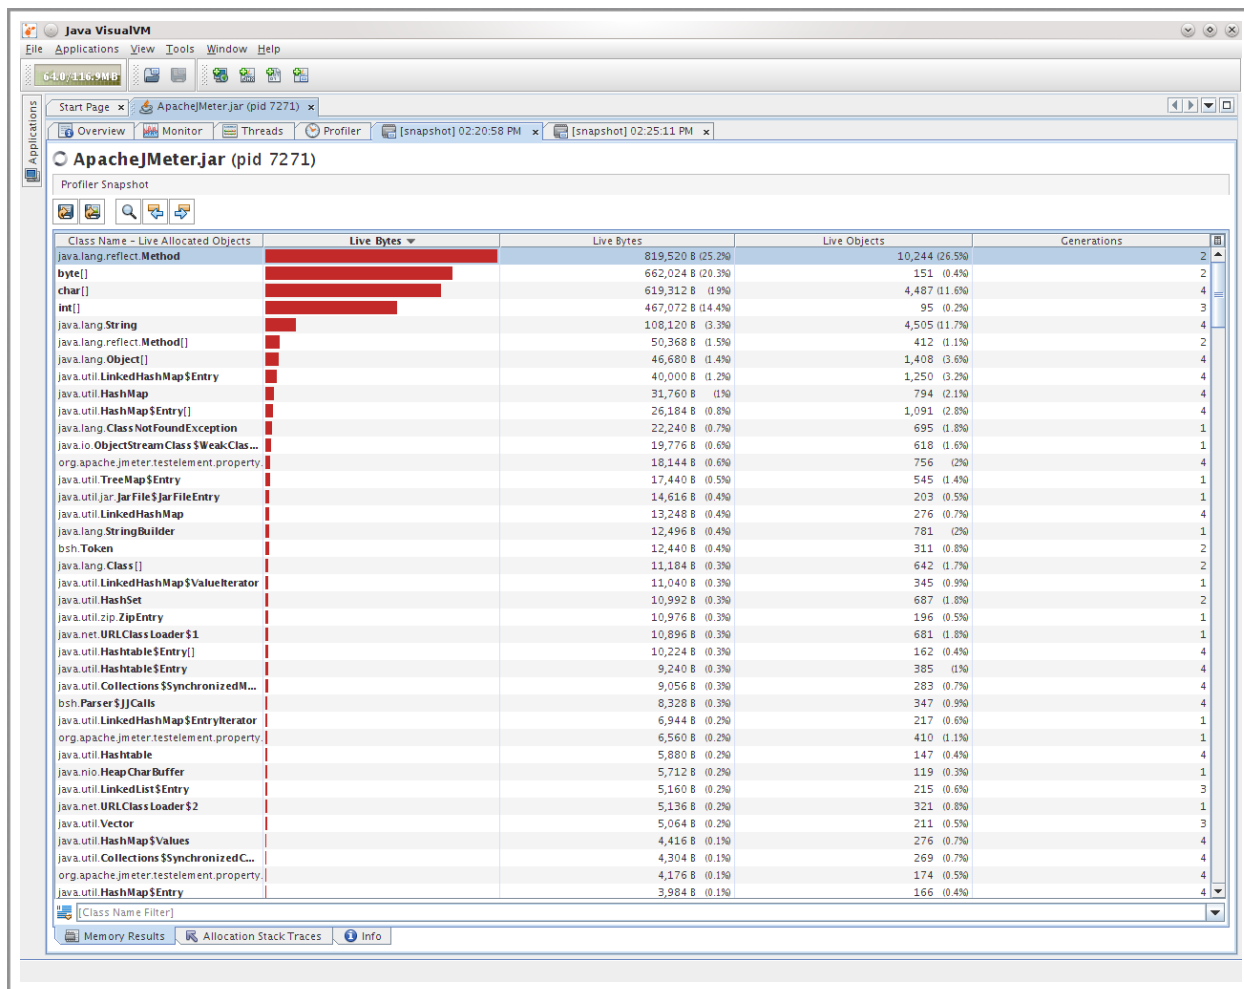 Java VisualVM
File Applications View Tools Window Help
64.0/116.9MB
Applications
Start Page ApacheJMeter.jar (pid 7271)
Overview Monitor Threads Profiler [snapshot] 02:20:58 PM [snapshot] 02:25:11 PM
ApacheJMeter.jar (pid 7271)
Profiler Snapshot
Class Name - Live Allocated Objects Live Bytes Live Bytes Live Objects Generations
java.lang.reflect.Method 819,520 B (25.2%) 10,244 (26.5%) 2
byte[] 662,024 B (20.3%) 151 (0.4%) 2
char[] 619,312 B (19%) 4,487 (11.6%) 4
int[] 467,072 B (14.4%) 95 (0.2%) 3
java.lang.String 108,120 B (3.3%) 4,505 (11.7%) 4
java.lang.reflect.Method[] 50,368 B (1.5%) 412 (1.1%) 2
java.lang.Object[] 46,680 B (1.4%) 1,408 (3.6%) 4
java.util.LinkedHashMap$Entry 40,000 B (1.2%) 1,250 (3.2%) 4
java.util.HashMap 31,760 B (1%) 794 (2.1%) 4
java.util.HashMap$Entry[] 26,184 B (0.8%) 1,091 (2.8%) 4
java.lang.ClassNotFoundException 22,240 B (0.7%) 695 (1.8%) 1
java.io.ObjectStreamClass$WeakClas... 19,776 B (0.6%) 618 (1.6%) 1
org.apache.jmeter.testelement.property. 18,144 B (0.6%) 756 (2%) 4
java.util.TreeMap$Entry 17,440 B (0.5%) 545 (1.4%) 1
java.util.jar.JarFile$JarFileEntry 14,616 B (0.4%) 203 (0.5%) 1
java.util.LinkedHashMap 13,248 B (0.4%) 276 (0.7%) 4
java.lang.StringBuilder 12,496 B (0.4%) 781 (2%) 1
bsh.Token 12,440 B (0.4%) 311 (0.8%) 2
java.lang.Class[] 11,184 B (0.3%) 642 (1.7%) 2
java.util.LinkedHashMap$ValueIterator 11,040 B (0.3%) 345 (0.9%) 1
java.util.HashSet 10,992 B (0.3%) 687 (1.8%) 2
java.util.zip.ZipEntry 10,976 B (0.3%) 196 (0.5%) 1
java.net.URLClassLoader$1 10,896 B (0.3%) 681 (1.8%) 1
java.util.Hashtable$Entry[] 10,224 B (0.3%) 162 (0.4%) 4
java.util.Hashtable$Entry 9,240 B (0.3%) 385 (1%) 4
java.util.Collections$SynchronizedM... 9,056 B (0.3%) 283 (0.7%) 4
bsh.Parser$JJCalls 8,328 B (0.3%) 347 (0.9%) 4
java.util.LinkedHashMap$EntryIterator 6,944 B (0.2%) 217 (0.6%) 1
org.apache.jmeter.testelement.property. 6,560 B (0.2%) 410 (1.1%) 1
java.util.Hashtable 5,880 B (0.2%) 147 (0.4%) 4
java.nio.HeapCharBuffer 5,712 B (0.2%) 119 (0.3%) 1
java.util.LinkedList$Entry 5,160 B (0.2%) 215 (0.6%) 3
java.net.URLClassLoader$2 5,136 B (0.2%) 321 (0.8%) 1
java.util.Vector 5,064 B (0.2%) 211 (0.5%) 3
java.util.HashMap$Values 4,416 B (0.1%) 276 (0.7%) 4
java.util.Collections$SynchronizedC... 4,304 B (0.1%) 269 (0.7%) 4
org.apache.jmeter.testelement.property. 4,176 B (0.1%) 174 (0.5%) 4
java.util.HashMap$Entry 3,984 B (0.1%) 166 (0.4%) 4
[Class Name Filter]
Memory Results Allocation Stack Traces Info